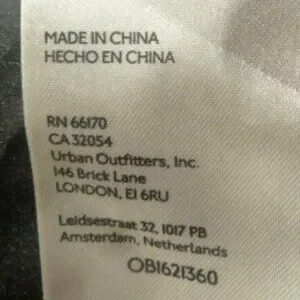 MADE IN CHINA
HECHO EN CHINA
RN 66170
CA 32054
Urban Outfitters, Inc.
146 Brick Lane
LONDON, E1 6RU
Leidsestraat 32, 1017 PB
Amsterdam, Netherlands
OB1621360